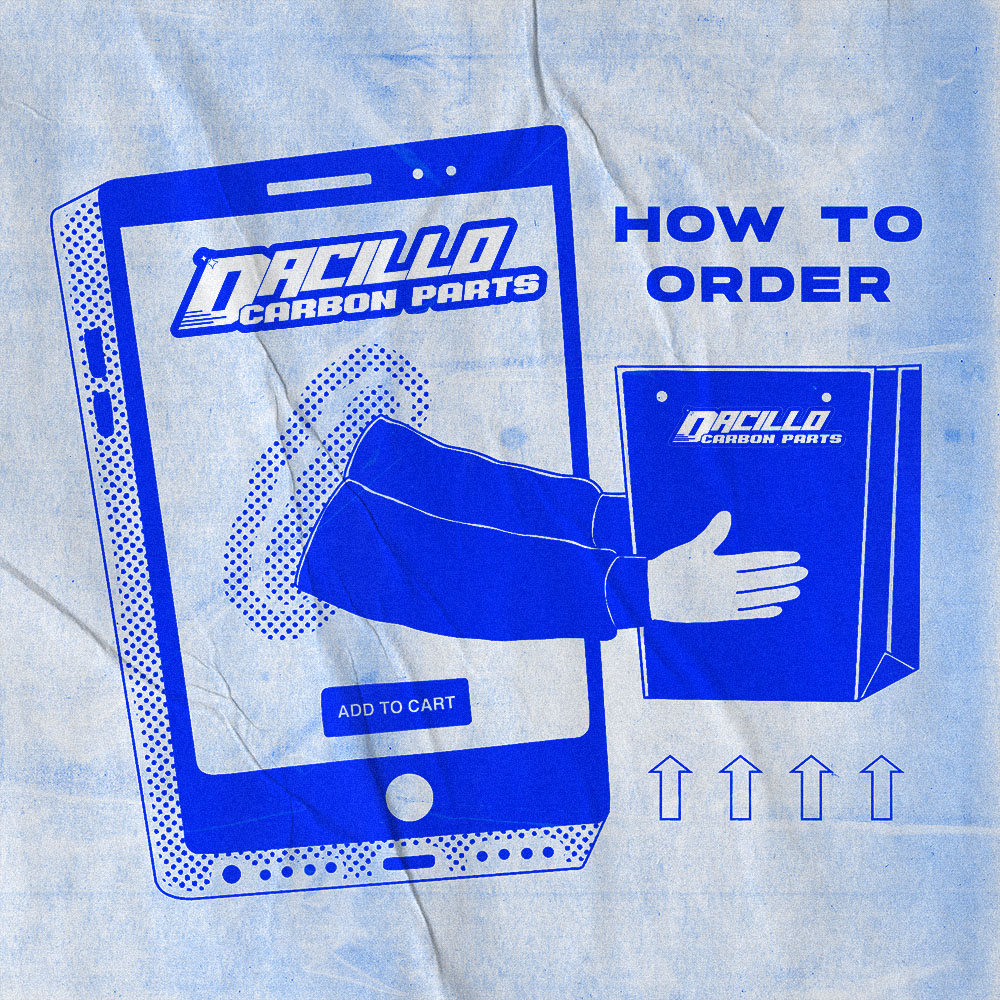 DACILLO
CARBON PARTS
HOW TO
ORDER
DACILLO
CARBON PARTS
ADD TO CART